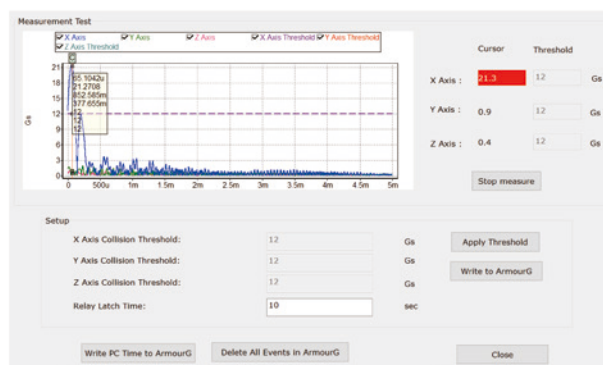 Measurement Test
X Axis Y Axis Z Axis X Axis Threshold Y Axis Threshold
Z Axis Threshold
Cursor Threshold
X Axis : 21.3 12 Gs
Y Axis : 0.9 12 Gs
Z Axis : 0.4 12 Gs
Stop measure
Gs
21
18
15
12
9
6
3
0
65.1042u
21.2708
852.585m
377.655m
12
12
12
0 500u 1m 1.5m 2m 2.5m 3m 3.5m 4m 4.5m 5m
Setup
X Axis Collision Threshold: 12 Gs Apply Threshold
Y Axis Collision Threshold: 12 Gs
Write to ArmourG
Z Axis Collision Threshold: 12 Gs
Relay Latch Time: 10 sec
Write PC Time to ArmourG Delete All Events in ArmourG Close